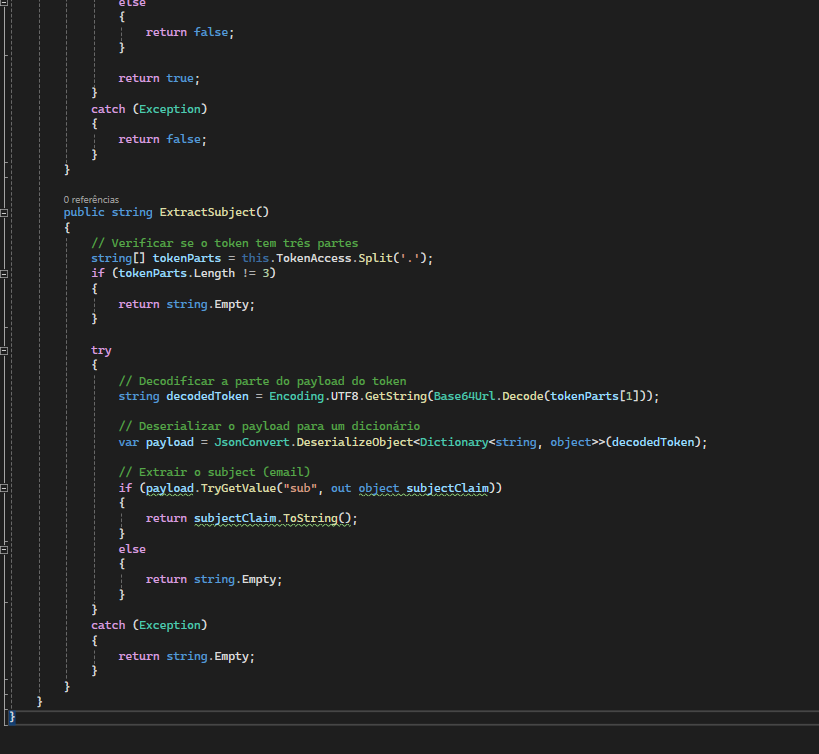 else
{
return false;
}
return true;
}
catch (Exception)
{
return false;
}
}
0 referências
public string ExtractSubject()
{
// Verificar se o token tem três partes
string[] tokenParts = this.TokenAccess.Split('.');
if (tokenParts.Length != 3)
{
return string.Empty;
}
try
{
// Decodificar a parte do payload do token
string decodedToken = Encoding.UTF8.GetString(Base64Url.Decode(tokenParts[1]));
// Deserializar o payload para um dicionário
var payload = JsonConvert.DeserializeObject<Dictionary<string, object>>(decodedToken);
// Extrair o subject (email)
if (payload.TryGetValue("sub", out object subjectClaim))
{
return subjectClaim.ToString();
}
else
{
return string.Empty;
}
}
catch (Exception)
{
return string.Empty;
}
}
}
}